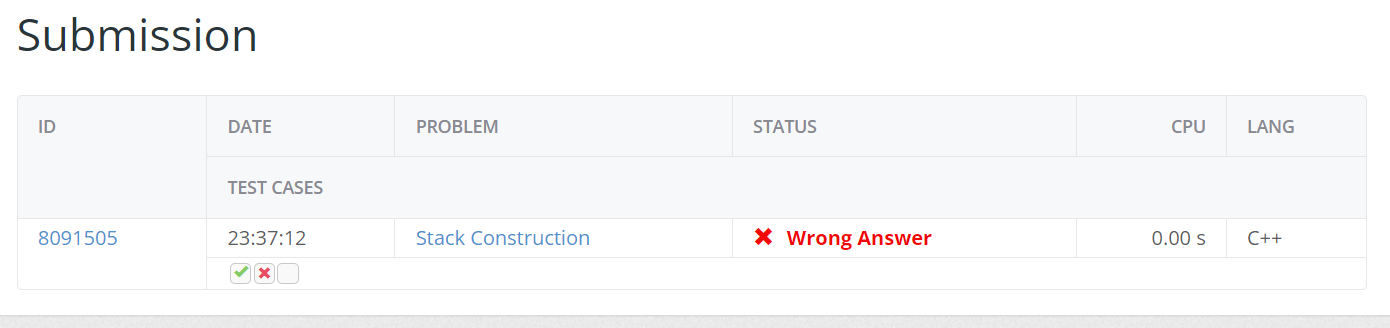 Submission
ID DATE PROBLEM STATUS CPU LANG
TEST CASES
8091505 23:37:12 Stack Construction Wrong Answer 0.00 s C++